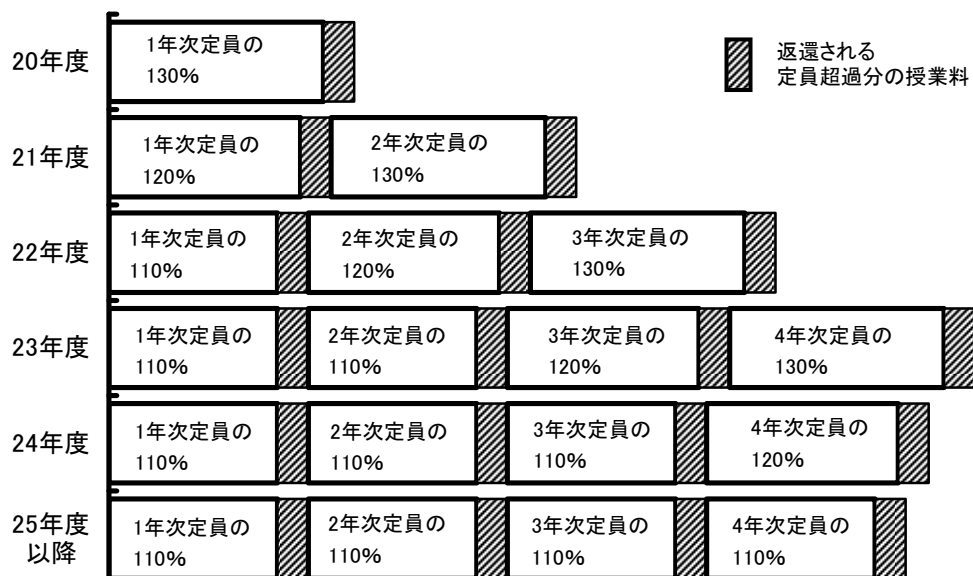 20年度
1年次定員の
130%
返還される
定員超過分の授業料
21年度
1年次定員の
120%
2年次定員の
130%
22年度
1年次定員の
110%
2年次定員の
120%
3年次定員の
130%
23年度
1年次定員の
110%
2年次定員の
110%
3年次定員の
120%
4年次定員の
130%
24年度
1年次定員の
110%
2年次定員の
110%
3年次定員の
110%
4年次定員の
120%
25年度
以降
1年次定員の
110%
2年次定員の
110%
3年次定員の
110%
4年次定員の
110%